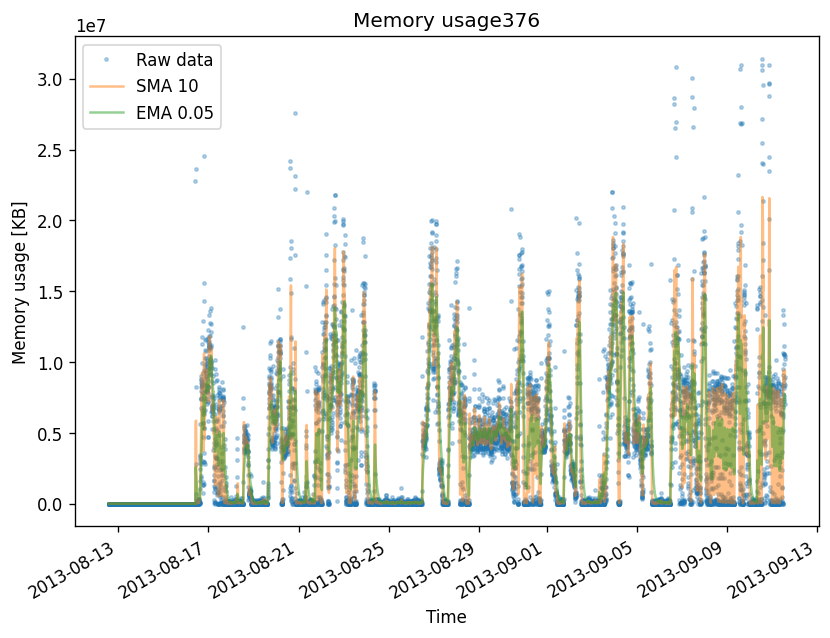 Memory usage376
1e7
Raw data
SMA 10
EMA 0.05
3.0
2.5
2.0
1.5
1.0
0.5
0.0
Memory usage [KB]
2013-08-13
2013-08-17
2013-08-21
2013-08-25
2013-08-29
2013-09-01
2013-09-05
2013-09-09
2013-09-13
Time